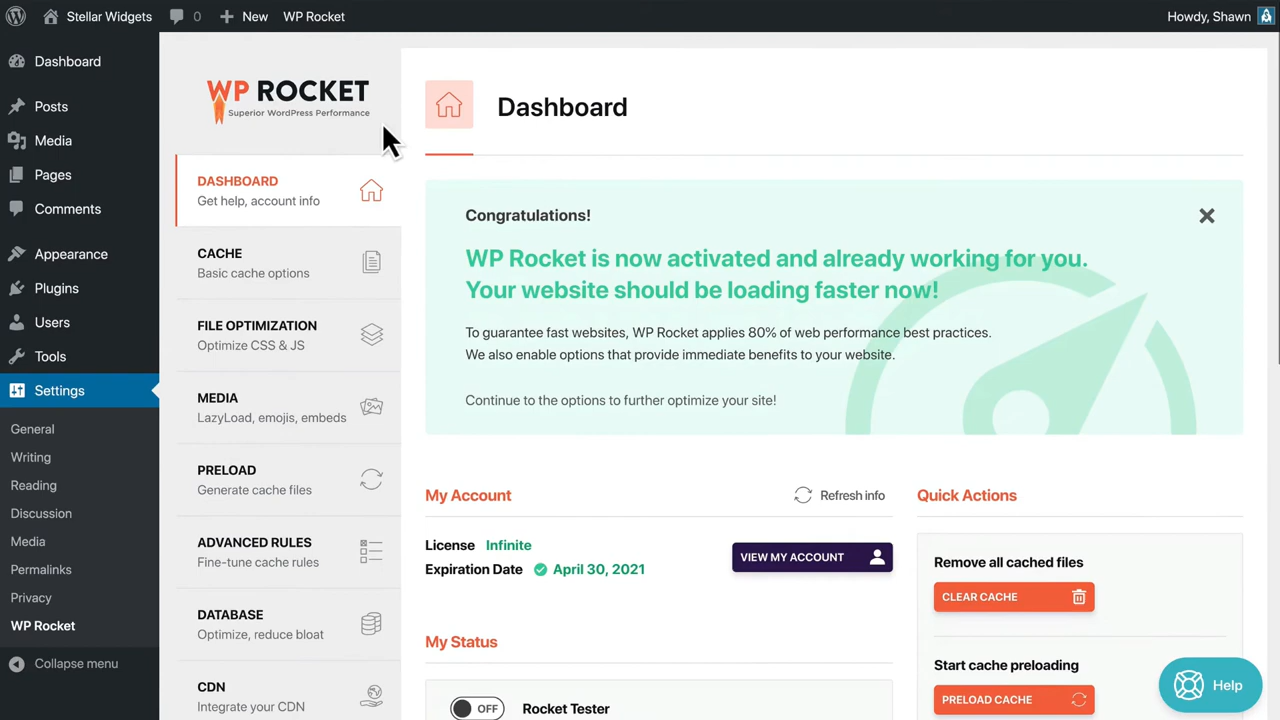 Stellar Widgets
0
New
WP Rocket
Howdy, Shawn
Dashboard
Posts
Media
Pages
Comments
Appearance
Plugins
Users
Tools
Settings
General
Writing
Reading
Discussion
Media
Permalinks
Privacy
WP Rocket
Collapse menu
WP ROCKET
Superior WordPress Performance
DASHBOARD
Get help, account info
CACHE
Basic cache options
FILE OPTIMIZATION
Optimize CSS & JS
MEDIA
LazyLoad, emojis, embeds
PRELOAD
Generate cache files
ADVANCED RULES
Fine-tune cache rules
DATABASE
Optimize, reduce bloat
CDN
Integrate your CDN
Dashboard
Congratulations!
WP Rocket is now activated and already working for you.
Your website should be loading faster now!
To guarantee fast websites, WP Rocket applies 80% of web performance best practices.
We also enable options that provide immediate benefits to your website.
Continue to the options to further optimize your site!
My Account
Refresh info
License Infinite
Expiration Date April 30, 2021
VIEW MY ACCOUNT
My Status
OFF Rocket Tester
Quick Actions
Remove all cached files
CLEAR CACHE
Start cache preloading
PRELOAD CACHE
Help